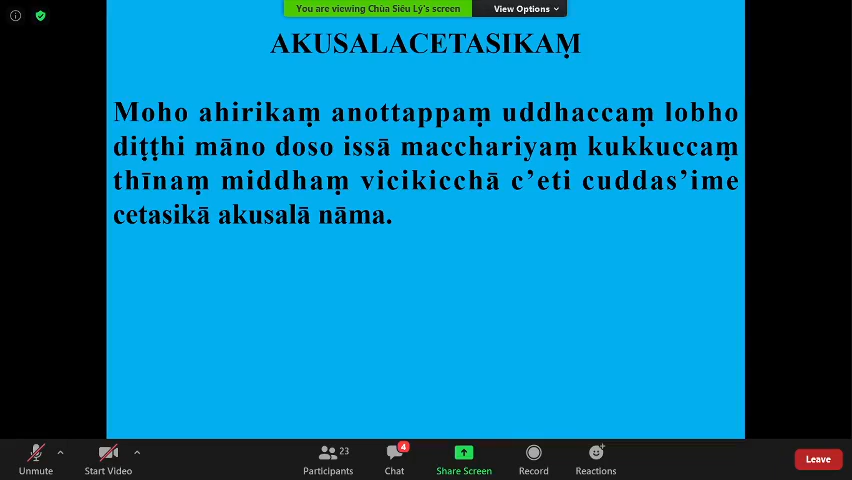 You are viewing Chùa Siêu Lý's screen
View Options
AKUSALACETASIKAṂ
Moho ahirikaṃ anottappaṃ uddhaccaṃ lobho
diṭṭhi māno doso issā macchariyaṃ kukkuccaṃ
thīnaṃ middhaṃ vicikicchā c’eti cuddas’ime
cetasikā akusalā nāma.
Unmute
Start Video
23
Participants
4
Chat
Share Screen
Record
Reactions
Leave